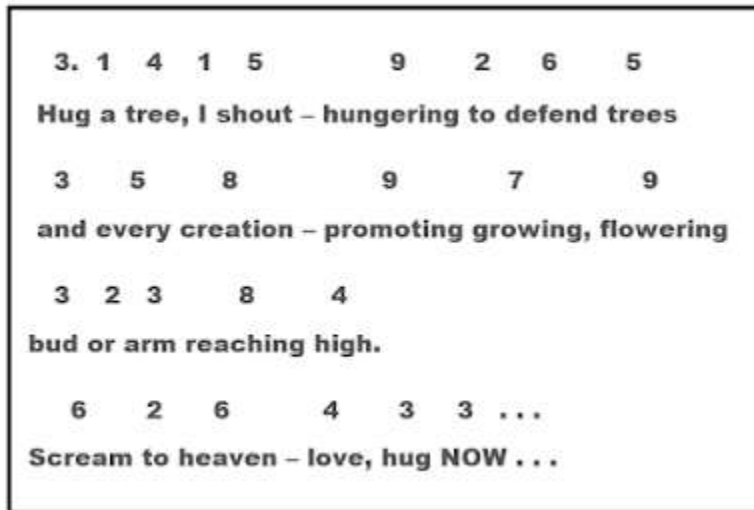 3. 1 4 1 5 9 2 6 5
Hug a tree, I shout – hungering to defend trees
3 5 8 9 7 9
and every creation – promoting growing, flowering
3 2 3 8 4
bud or arm reaching high.
6 2 6 4 3 3 ...
Scream to heaven – love, hug NOW ...